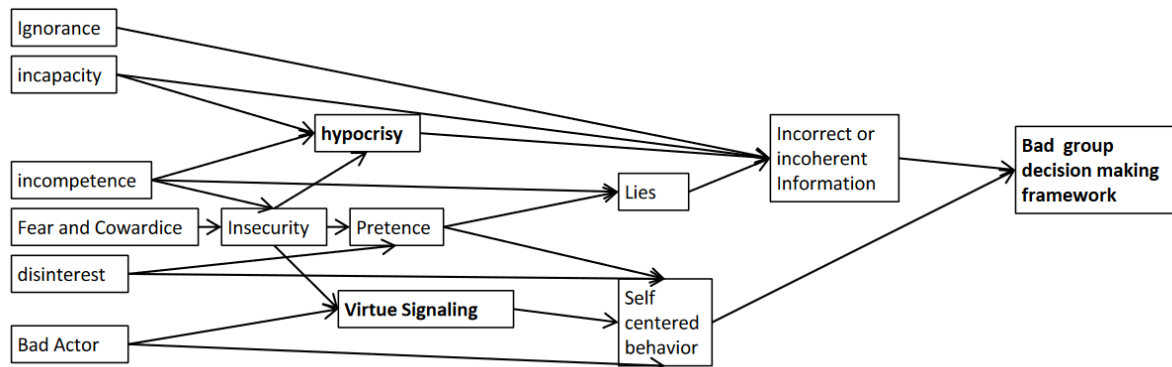 Ignorance
incapacity
hypocrisy
Incorrect or
incoherent
Information
Bad group
decision making
framework
incompetence
Lies
Fear and Cowardice
Insecurity
Pretence
disinterest
Virtue Signaling
Self
centered
behavior
Bad Actor